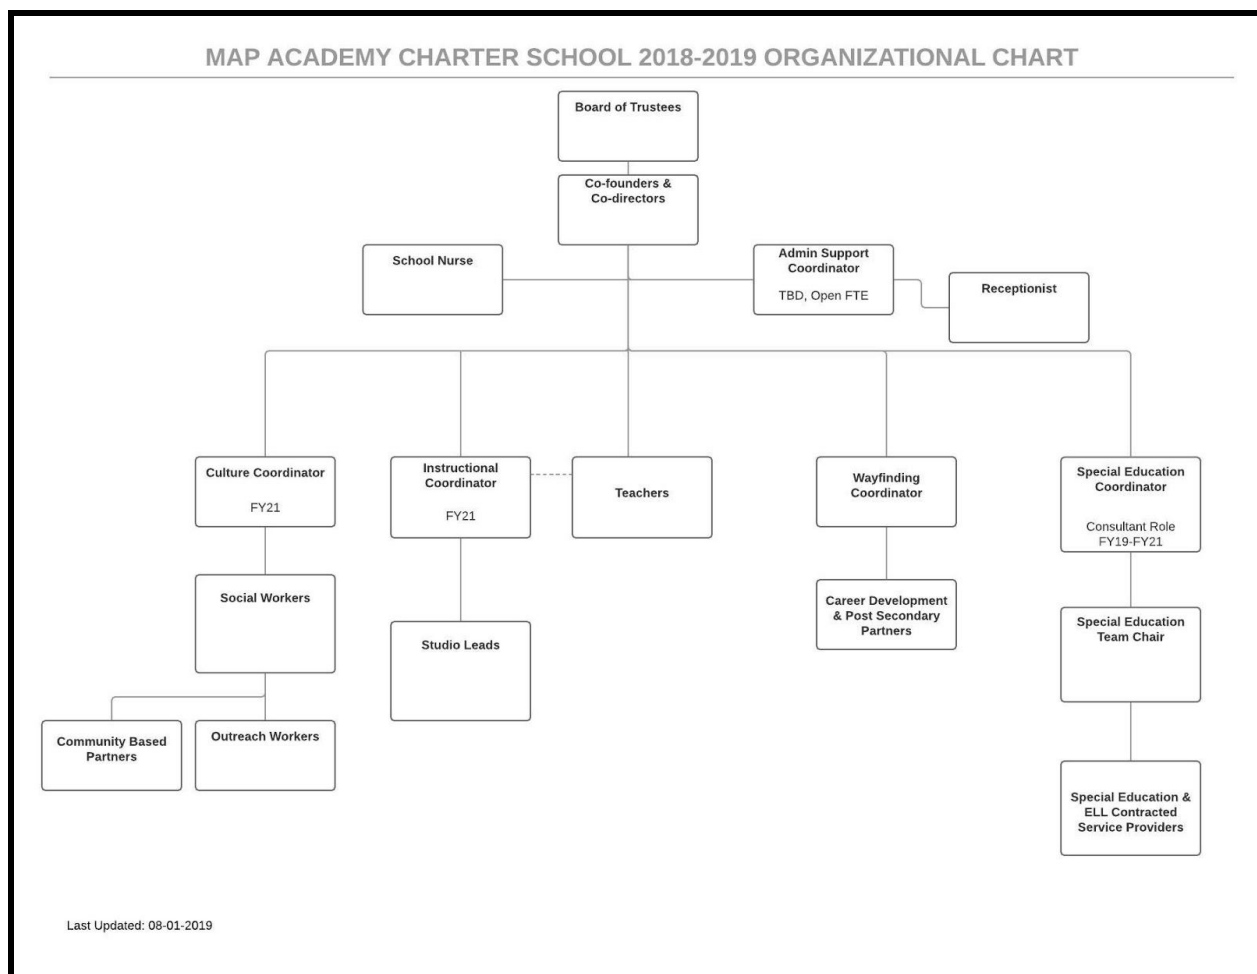 MAP ACADEMY CHARTER SCHOOL 2018-2019 ORGANIZATIONAL CHART
Board of Trustees
Co-founders &
Co-directors
School Nurse
Admin Support
Coordinator
TBD, Open FTE
Receptionist
Culture Coordinator
FY21
Instructional
Coordinator
FY21
Teachers
Wayfinding
Coordinator
Special Education
Coordinator
Consultant Role
FY19-FY21
Social Workers
Studio Leads
Career Development
& Post Secondary
Partners
Special Education
Team Chair
Community Based
Partners
Outreach Workers
Special Education &
ELL Contracted
Service Providers
Last Updated: 08-01-2019